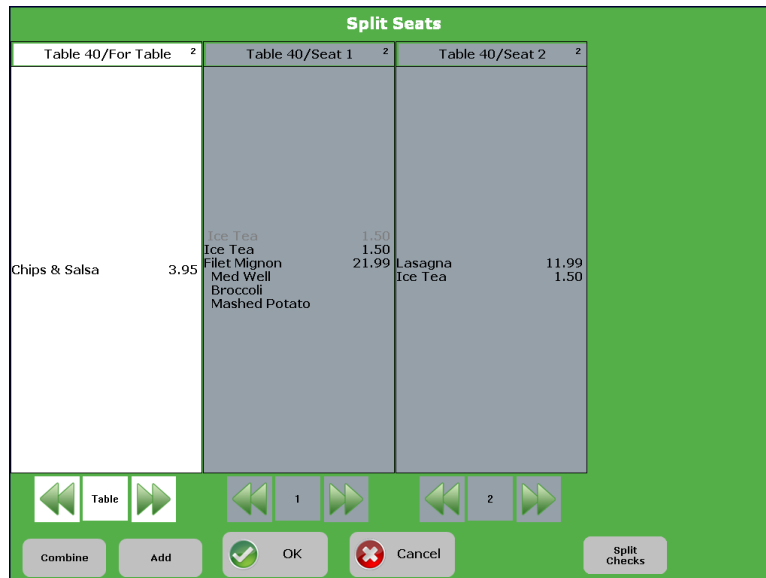 Split Seats
Table 40/For Table 2
Table 40/Seat 1 2
Table 40/Seat 2 2
Chips & Salsa 3.95
Ice Tea 1.50
Ice Tea 1.50
Filet Mignon 21.99
Med Well
Broccoli
Mashed Potato
Lasagna 11.99
Ice Tea 1.50
Table
1
2
Combine
Add
OK
Cancel
Split
Checks